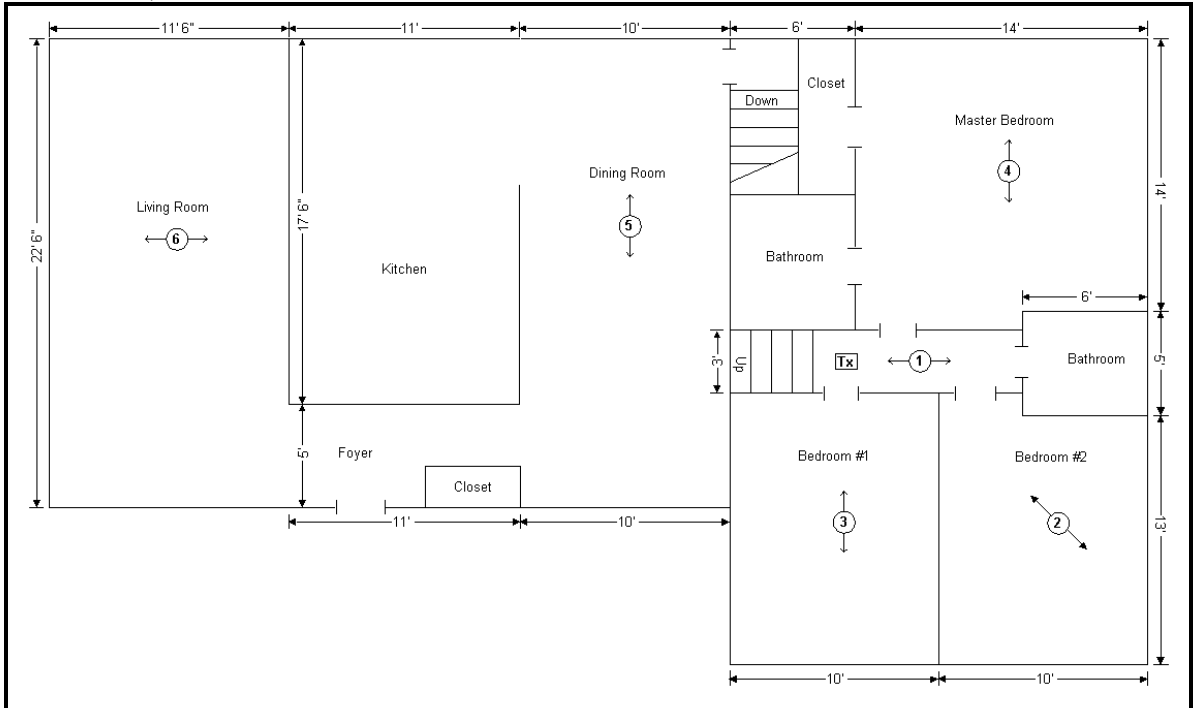 11' 6"
11'
10'
6'
14'
Closet
Down
Master Bedroom
4
Dining Room
14'
Living Room
17' 6"
5
6
22' 6"
Bathroom
Kitchen
6'
3'
Up
Tx
1
Bathroom
5'
5'
Foyer
Bedroom #1
Bedroom #2
Closet
11'
10'
3
2
13'
10'
10'